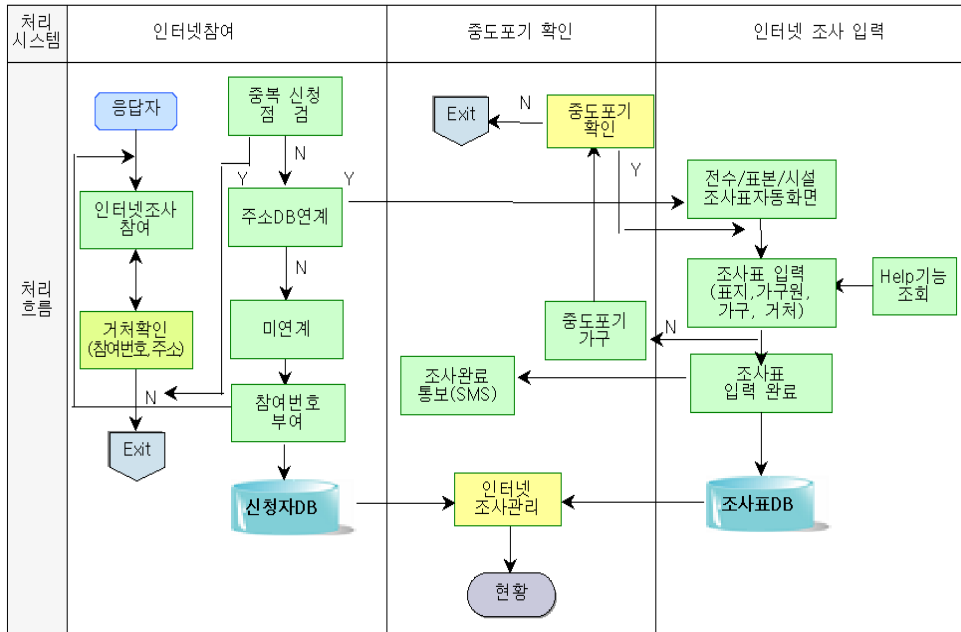 처리
시스템
인터넷참여
중도포기 확인
인터넷 조사 입력
처리
흐름
응답자
인터넷조사
참여
거처확인
(참여번호,주소)
N
Exit
중복 신청
점 검
N
Y
Y
주소DB연계
N
미연계
참여번호
부여
신청자DB
Exit
N
중도포기
확인
Y
중도포기
가구
N
조사완료
통보(SMS)
인터넷
조사관리
현황
전수/표본/시설
조사표자동화면
조사표 입력
(표지,가구원,
가구, 거처)
Help기능
조회
조사표
입력 완료
조사표DB